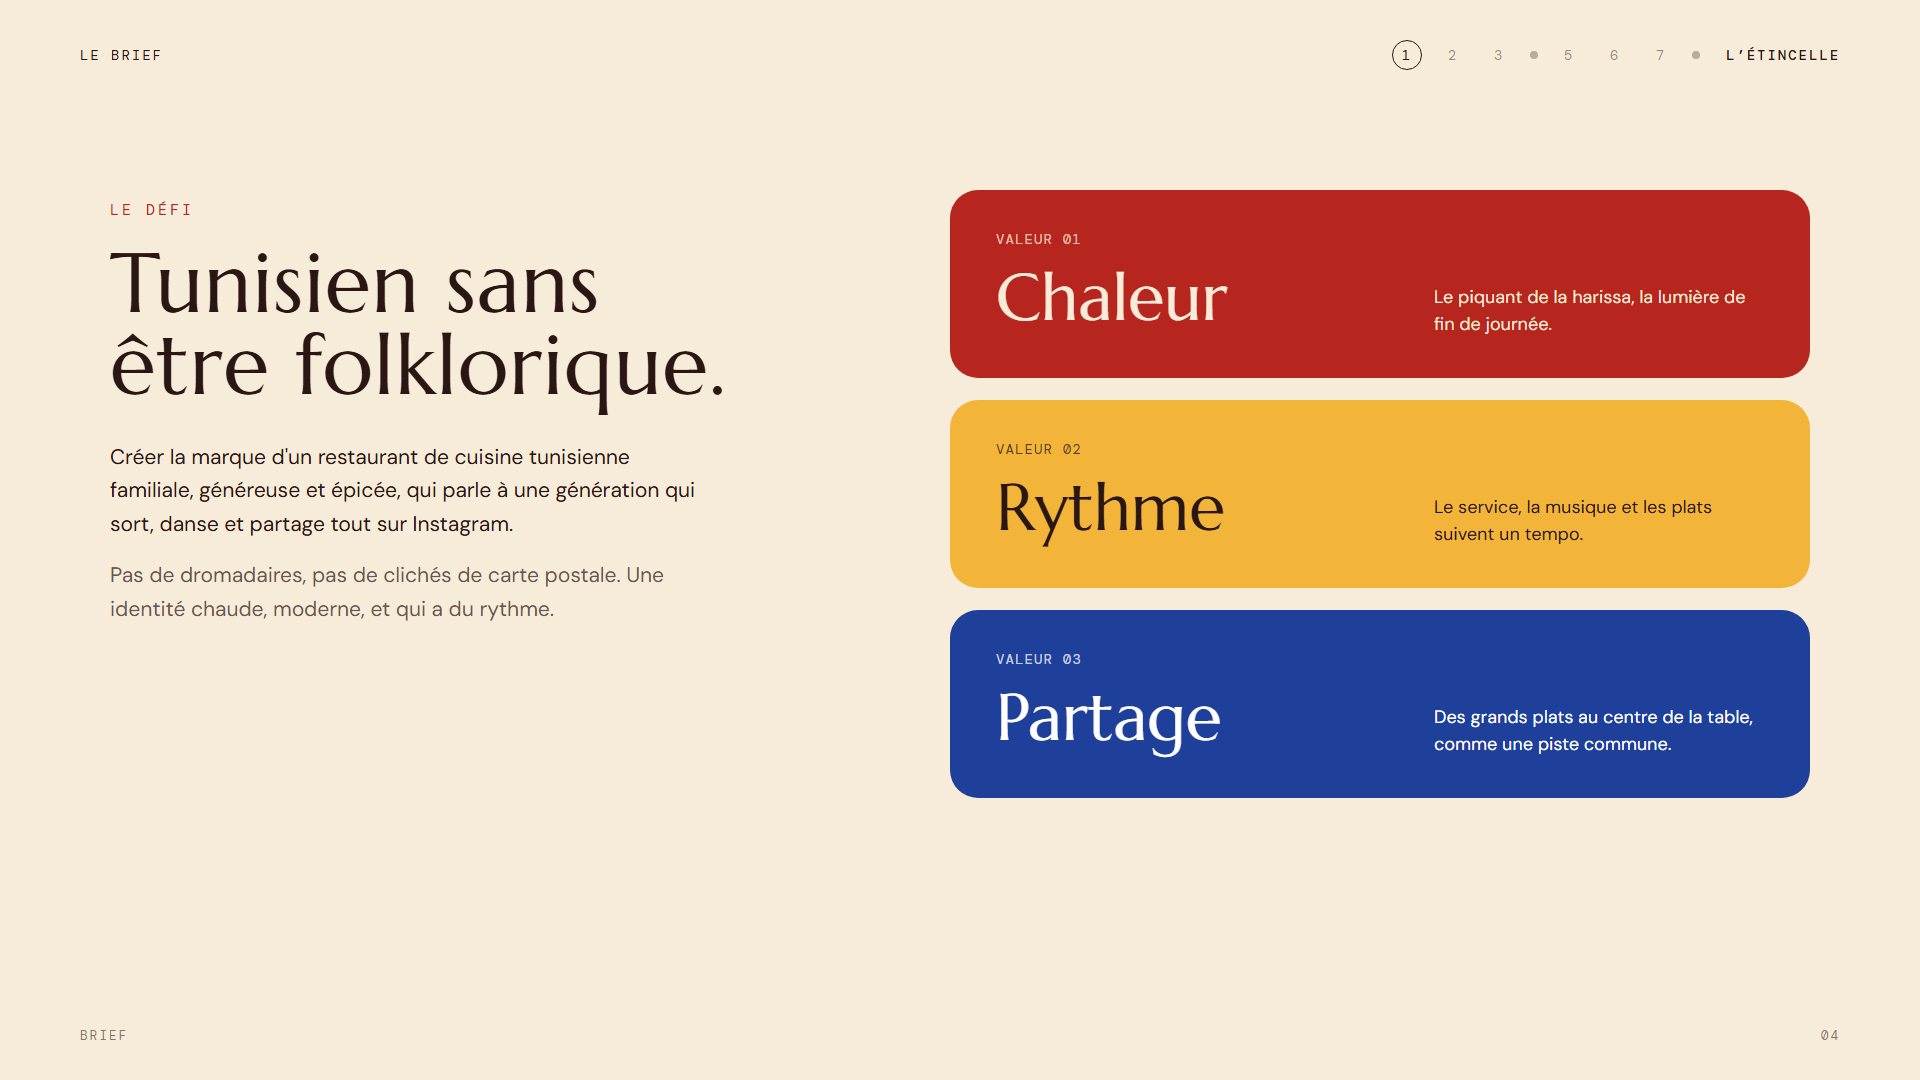 LE BRIEF
1 2 3 5 6 7 L’ÉTINCELLE
LE DÉFI
Tunisien sans
être folklorique.
Créer la marque d'un restaurant de cuisine tunisienne
familiale, généreuse et épicée, qui parle à une génération qui
sort, danse et partage tout sur Instagram.
Pas de dromadaires, pas de clichés de carte postale. Une
identité chaude, moderne, et qui a du rythme.
VALEUR 01
Chaleur
Le piquant de la harissa, la lumière de
fin de journée.
VALEUR 02
Rythme
Le service, la musique et les plats
suivent un tempo.
VALEUR 03
Partage
Des grands plats au centre de la table,
comme une piste commune.
BRIEF
04